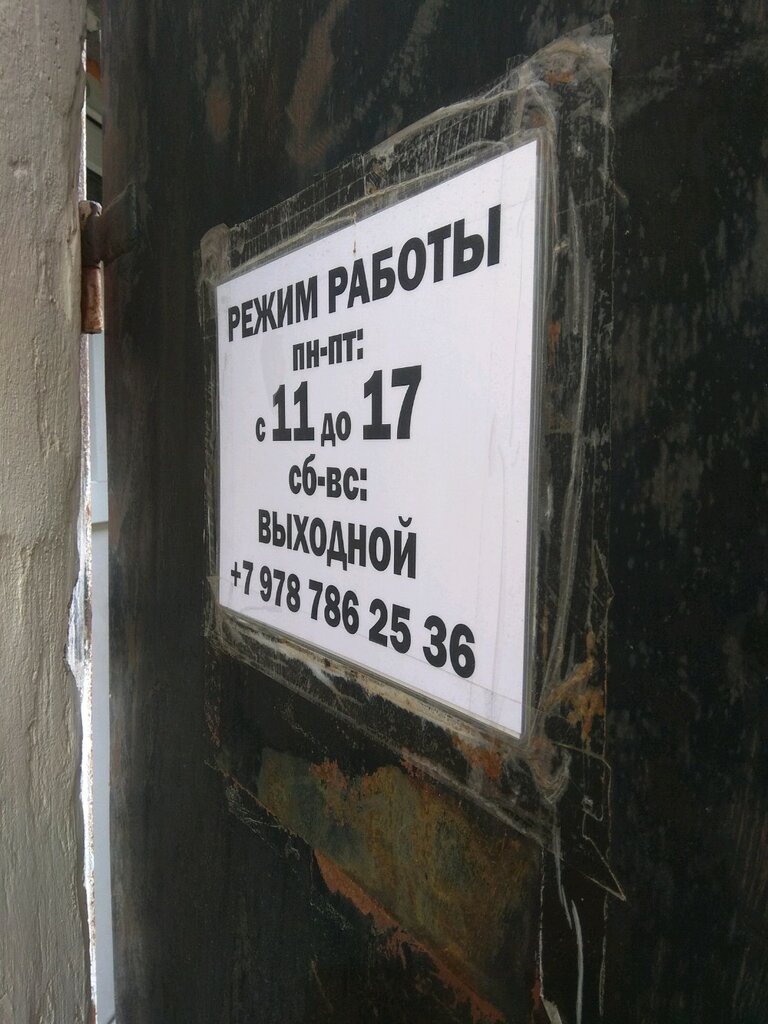 РЕЖИМ РАБОТЫ
пн-пт:
с 11 до 17
сб-вс:
ВЫХОДНОЙ
+7 978 786 25 36